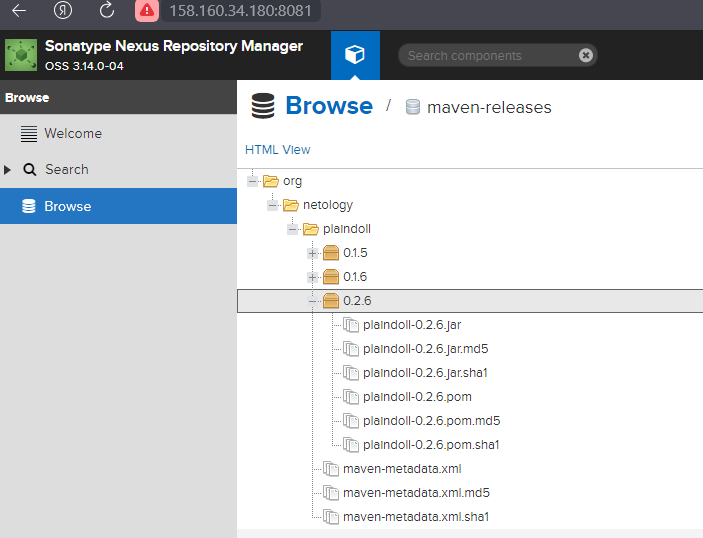 158.160.34.180:8081
Sonatype Nexus Repository Manager
OSS 3.14.0-04
Search components
Browse
Welcome
Search
Browse
Browse / maven-releases
HTML View
org
netology
plaindoll
0.1.5
0.1.6
0.2.6
plaindoll-0.2.6.jar
plaindoll-0.2.6.jar.md5
plaindoll-0.2.6.jar.sha1
plaindoll-0.2.6.pom
plaindoll-0.2.6.pom.md5
plaindoll-0.2.6.pom.sha1
maven-metadata.xml
maven-metadata.xml.md5
maven-metadata.xml.sha1